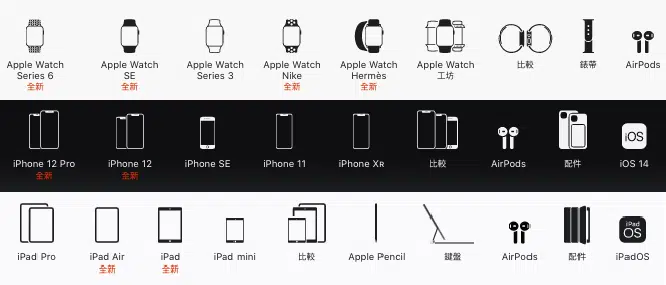 Apple Watch
Series 6
全新
Apple Watch
SE
全新
Apple Watch
Series 3
Apple Watch
Nike
全新
Apple Watch
Hermès
全新
Apple Watch
工坊
比較
錶帶
AirPods
iPhone 12 Pro
全新
iPhone 12
全新
iPhone SE
iPhone 11
iPhone XR
比較
AirPods
配件
iOS
iOS 14
iPad Pro
iPad Air
全新
iPad
全新
iPad mini
比較
Apple Pencil
鍵盤
AirPods
配件
iPad
OS
iPadOS